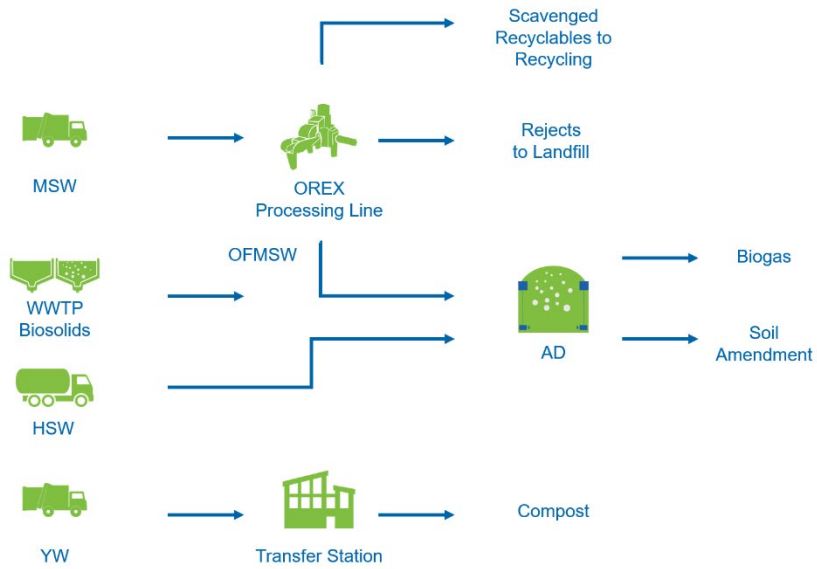 Scavenged
Recyclables to
Recycling
MSW
OREX
Processing Line
Rejects
to Landfill
OFMSW
WWTP
Biosolids
AD
Biogas
Soil
Amendment
HSW
YW
Transfer Station
Compost